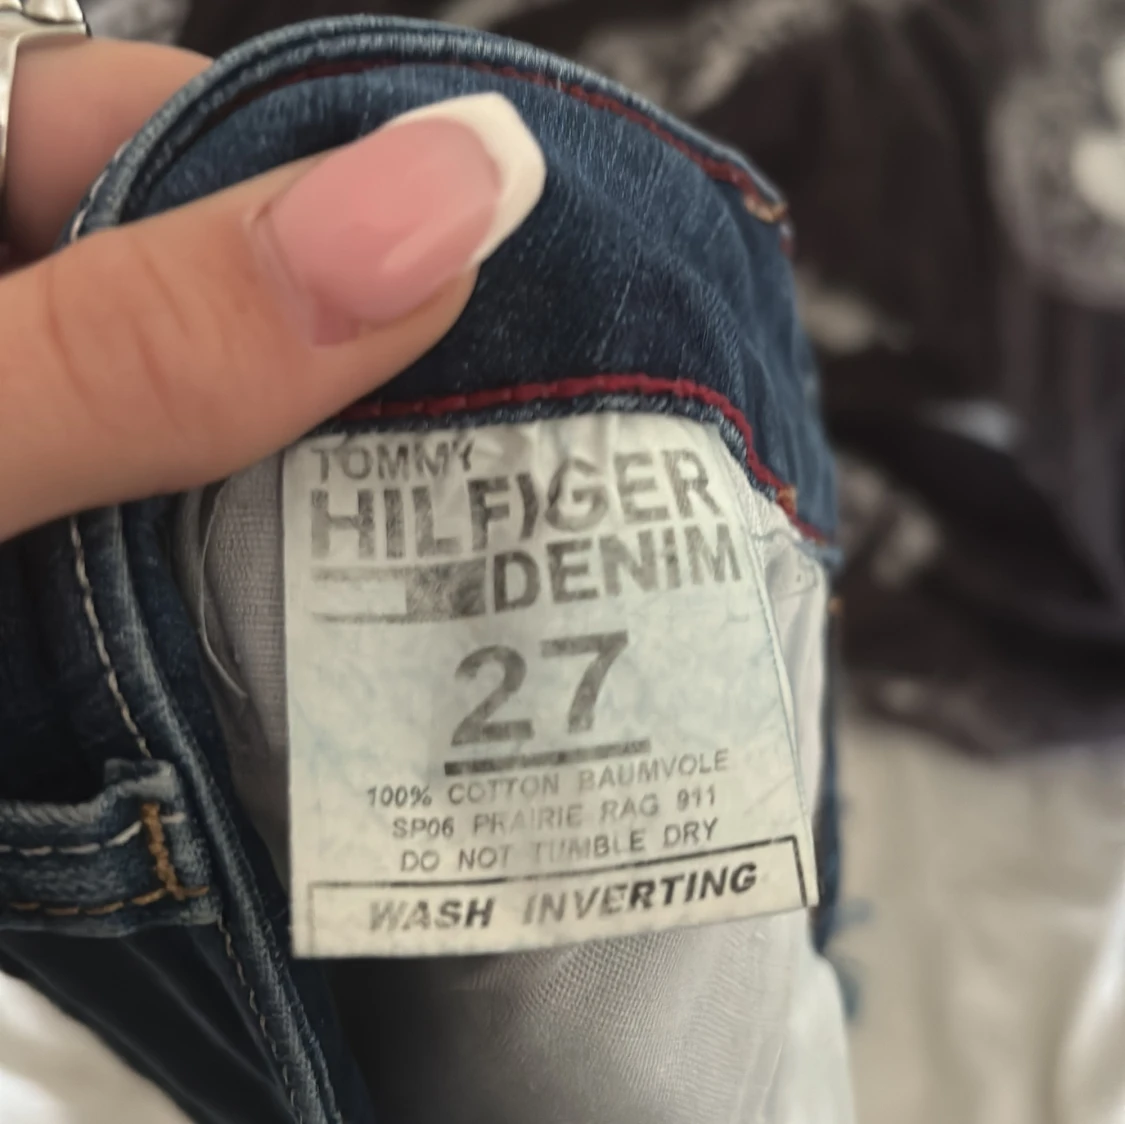 TOMMY
HILFIGER
DENIM
27
100% COTTON BAUMVOLE
SP06 PRAIRIE RAG 911
DO NOT TUMBLE DRY
WASH INVERTING